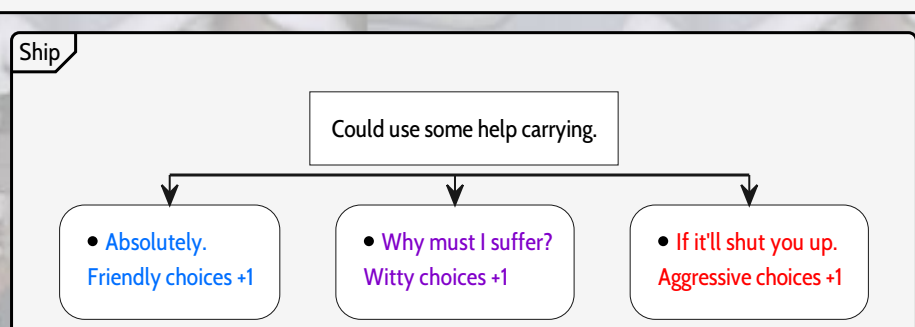 Ship
Could use some help carrying.
• Absolutely.
Friendly choices +1
• Why must I suffer?
Witty choices +1
• If it'll shut you up.
Aggressive choices +1